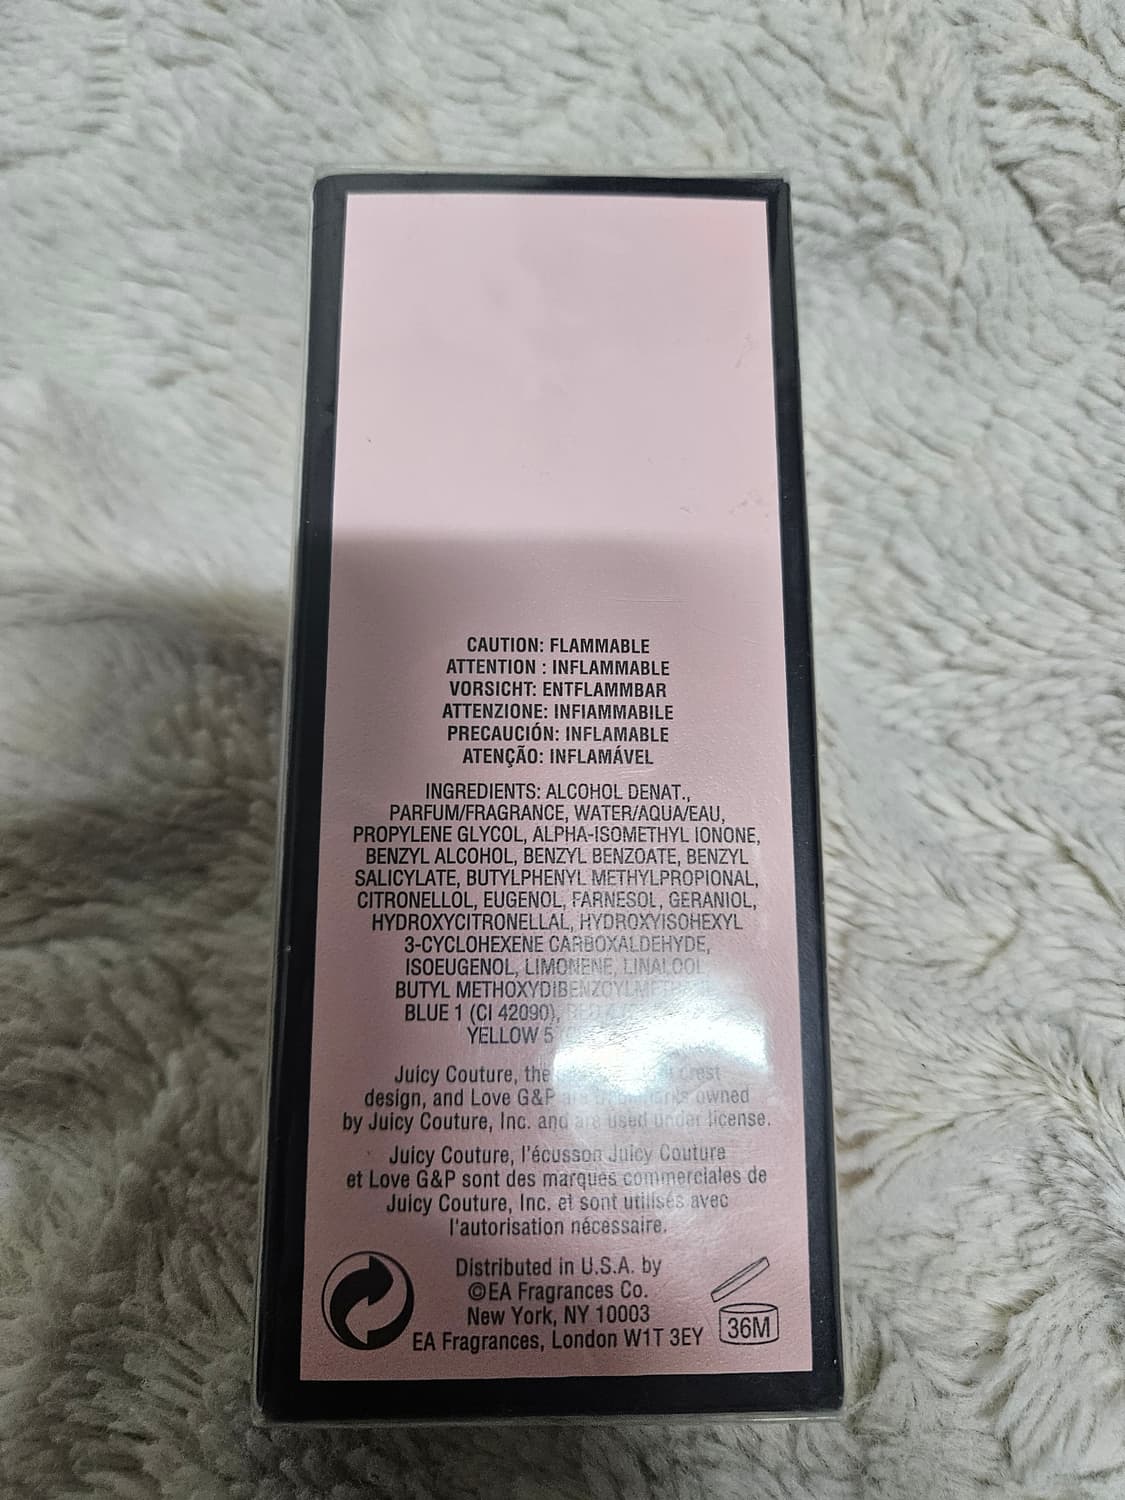 CAUTION: FLAMMABLE
ATTENTION : INFLAMMABLE
VORSICHT: ENTFLAMMBAR
ATTENZIONE: INFIAMMABILE
PRECAUCIÓN: INFLAMABLE
ATENÇÃO: INFLAMÁVEL
INGREDIENTS: ALCOHOL DENAT.,
PARFUM/FRAGRANCE, WATER/AQUA/EAU,
PROPYLENE GLYCOL, ALPHA-ISOMETHYL IONONE,
BENZYL ALCOHOL, BENZYL BENZOATE, BENZYL
SALICYLATE, BUTYLPHENYL METHYLPROPIONAL,
CITRONELLOL, EUGENOL, FARNESOL, GERANIOL,
HYDROXYCITRONELLAL, HYDROXYISOHEXYL
3-CYCLOHEXENE CARBOXALDEHYDE,
ISOEUGENOL, LIMONENE, LINALOOL
BUTYL
BLUE 1 (CI 42090),
YELLOW 5
Juicy Couture, the crest
design, and Love G&P are trademarks owned
by Juicy Couture, Inc. and are used under license.
Juicy Couture, l'écusson Juicy Couture
et Love G&P sont des marques commerciales de
Juicy Couture, Inc. et sont utilisés avec
l'autorisation nécessaire.
Distributed in U.S.A. by
©EA Fragrances Co.
New York, NY 10003
EA Fragrances, London W1T 3EY
36M